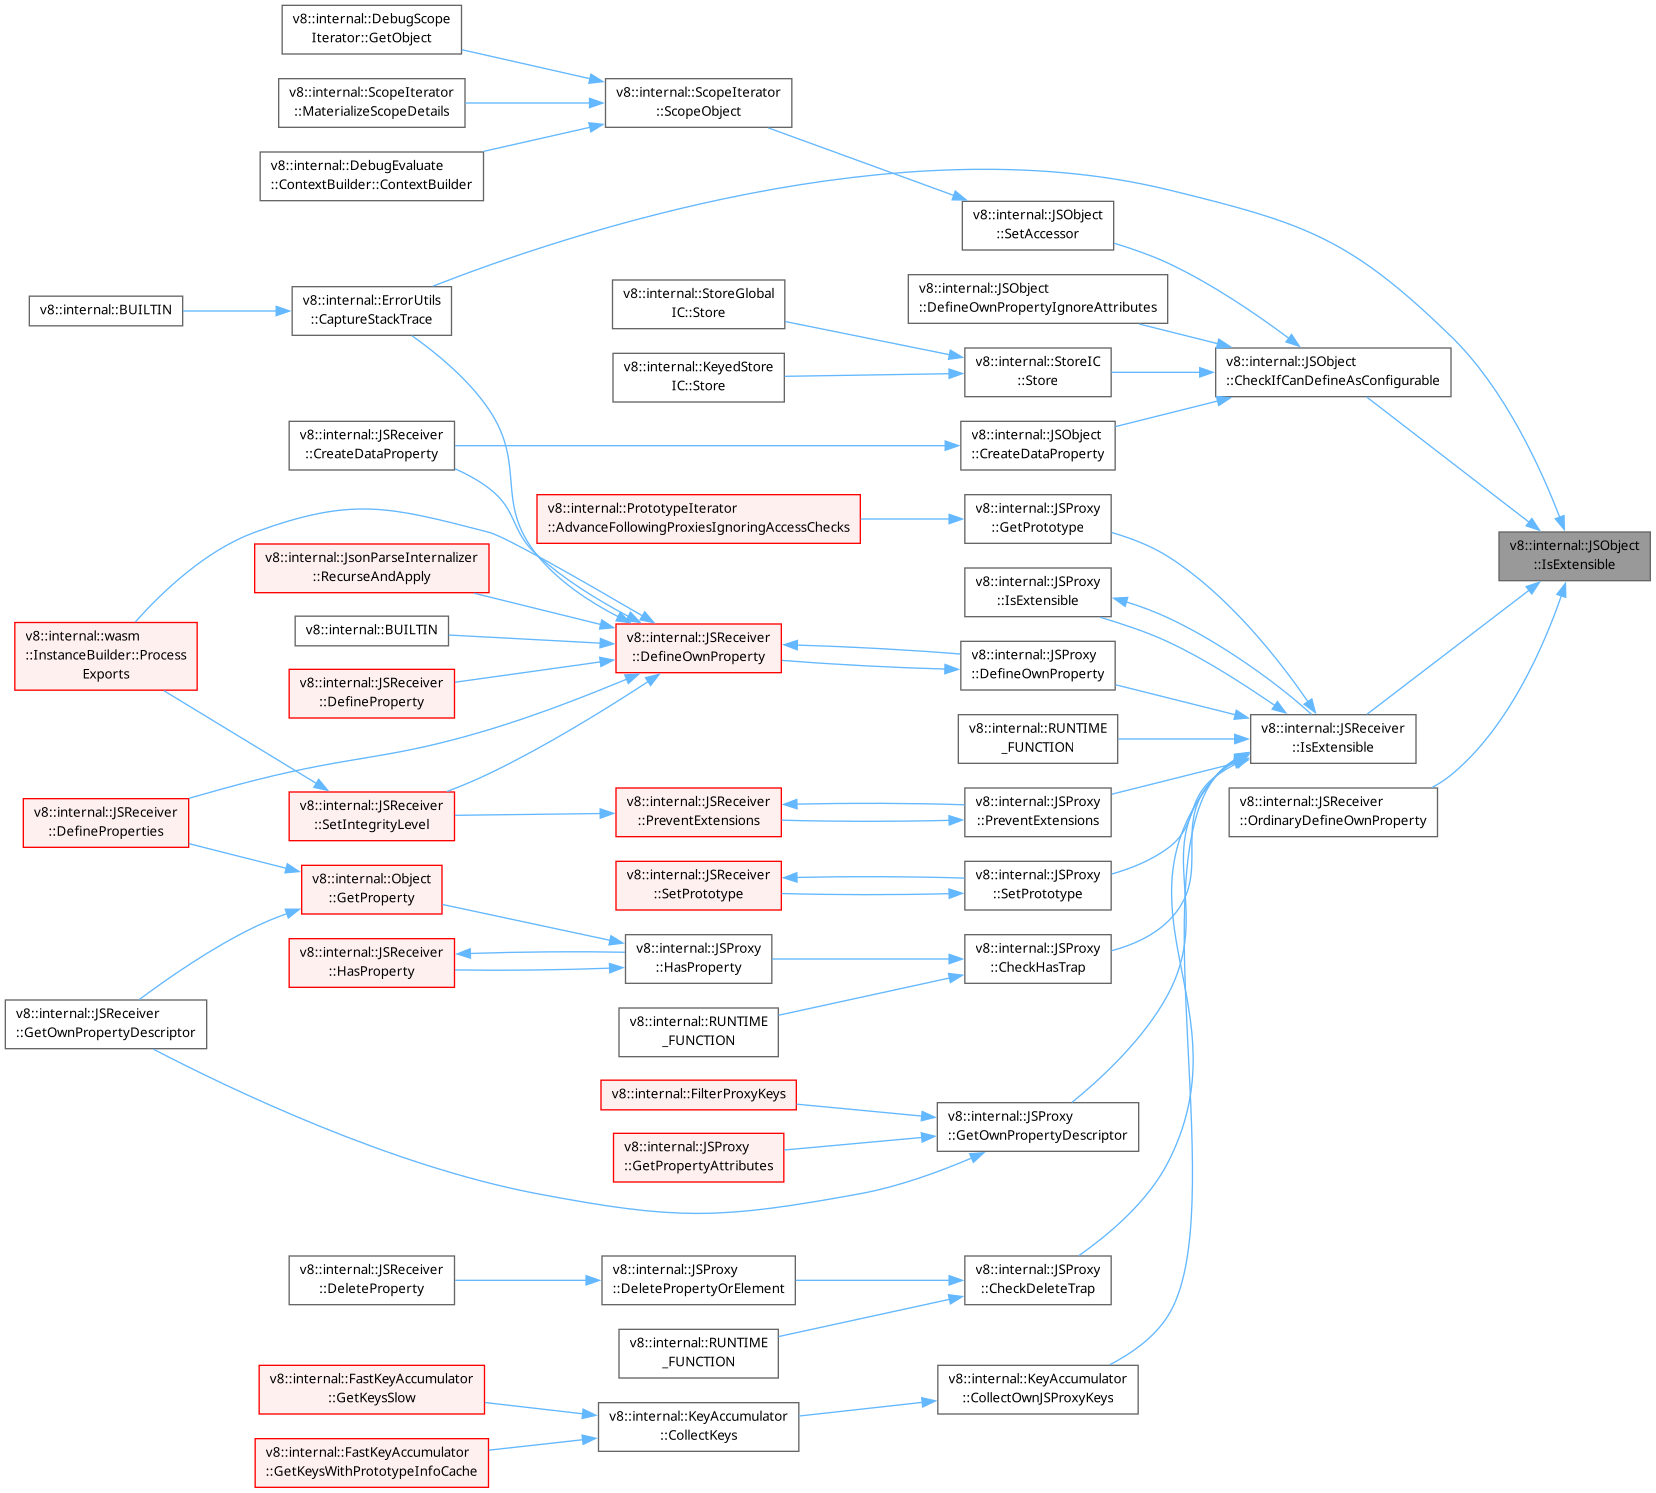 v8::internal::DebugScope
Iterator::GetObject
v8::internal::ScopeIterator
::MaterializeScopeDetails
v8::internal::ScopeIterator
::ScopeObject
v8::internal::DebugEvaluate
::ContextBuilder::ContextBuilder
v8::internal::JSObject
::SetAccessor
v8::internal::BUILTIN
v8::internal::ErrorUtils
::CaptureStackTrace
v8::internal::StoreGlobal
IC::Store
v8::internal::JSObject
::DefineOwnPropertyIgnoreAttributes
v8::internal::KeyedStore
IC::Store
v8::internal::StoreIC
::Store
v8::internal::JSObject
::CheckIfCanDefineAsConfigurable
v8::internal::JSReceiver
::CreateDataProperty
v8::internal::JSObject
::CreateDataProperty
v8::internal::PrototypeIterator
::AdvanceFollowingProxiesIgnoringAccessChecks
v8::internal::JSProxy
::GetPrototype
v8::internal::JSObject
::IsExtensible
v8::internal::JsonParseInternalizer
::RecurseAndApply
v8::internal::JSProxy
::IsExtensible
v8::internal::BUILTIN
v8::internal::wasm
::InstanceBuilder::Process
Exports
v8::internal::JSReceiver
::DefineOwnProperty
v8::internal::JSProxy
::DefineOwnProperty
v8::internal::JSReceiver
::DefineProperty
v8::internal::RUNTIME
_FUNCTION
v8::internal::JSReceiver
::IsExtensible
v8::internal::JSReceiver
::DefineProperties
v8::internal::JSReceiver
::SetIntegrityLevel
v8::internal::JSReceiver
::PreventExtensions
v8::internal::JSProxy
::PreventExtensions
v8::internal::JSReceiver
::OrdinaryDefineOwnProperty
v8::internal::Object
::GetProperty
v8::internal::JSReceiver
::SetPrototype
v8::internal::JSProxy
::SetPrototype
v8::internal::JSReceiver
::HasProperty
v8::internal::JSProxy
::HasProperty
v8::internal::JSProxy
::CheckHasTrap
v8::internal::JSReceiver
::GetOwnPropertyDescriptor
v8::internal::RUNTIME
_FUNCTION
v8::internal::FilterProxyKeys
v8::internal::JSProxy
::GetOwnPropertyDescriptor
v8::internal::JSProxy
::GetPropertyAttributes
v8::internal::JSReceiver
::DeleteProperty
v8::internal::JSProxy
::DeletePropertyOrElement
v8::internal::JSProxy
::CheckDeleteTrap
v8::internal::RUNTIME
_FUNCTION
v8::internal::FastKeyAccumulator
::GetKeysSlow
v8::internal::KeyAccumulator
::CollectOwnJSProxyKeys
v8::internal::KeyAccumulator
::CollectKeys
v8::internal::FastKeyAccumulator
::GetKeysWithPrototypeInfoCache